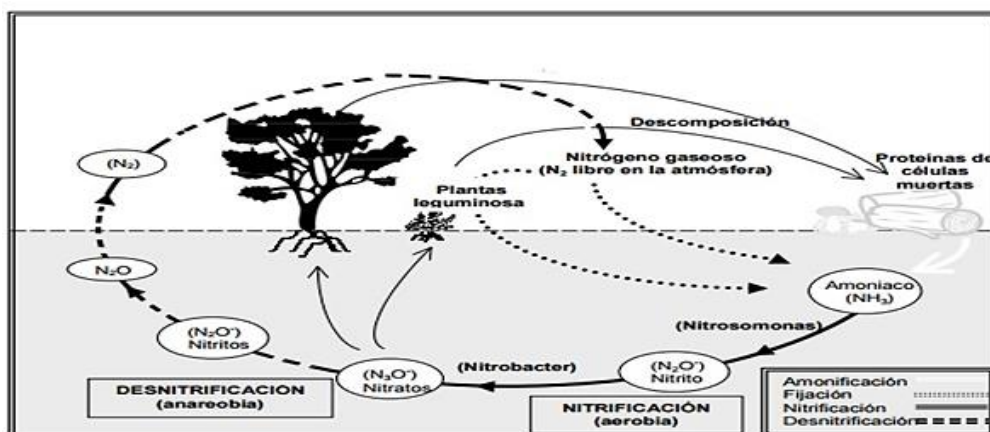 Descomposición
(N₂)
Nitrógeno gaseoso
(N₂ libre en la atmósfera)
Proteinas de
células
muertas
Plantas
leguminosa
N₂O
Amoniaco
(NH₃)
(Nitrosomonas)
(N₂O⁻)
Nitritos
(N₃O⁻)
Nitratos
(Nitrobacter)
(N₂O⁻)
Nitrito
DESNITRIFICACIÓN
(anareobia)
NITRIFICACIÓN
(aerobia)
Amonificación
Fijación
Nitrificación
Desnitrificación